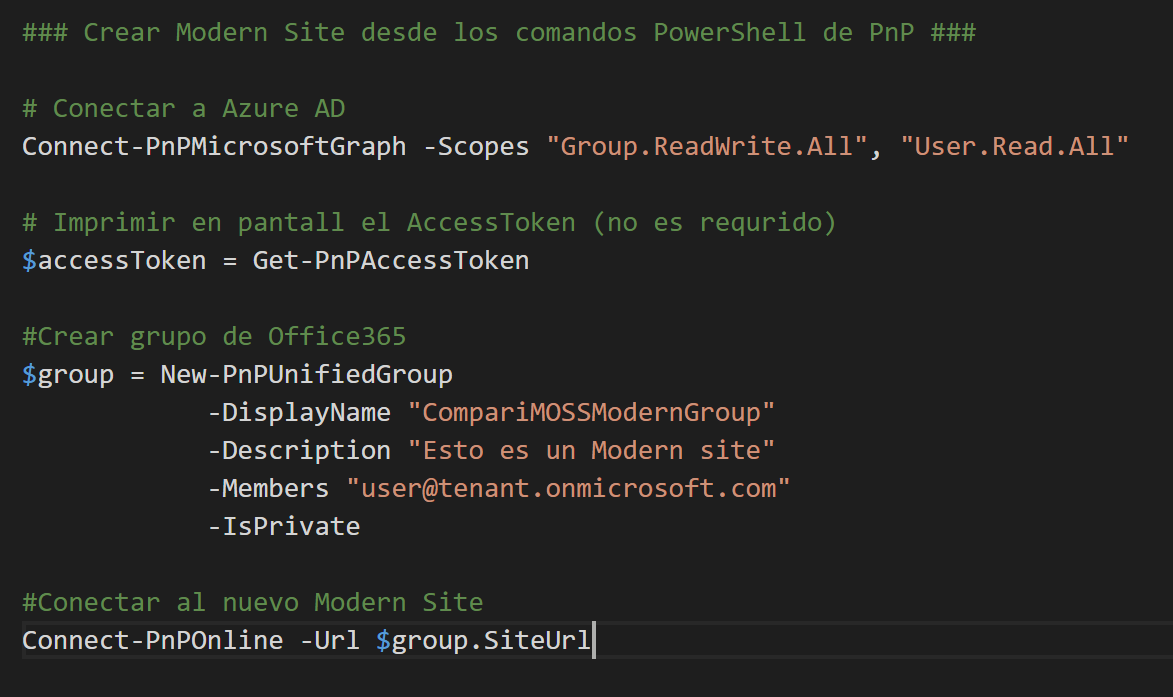 ### Crear Modern Site desde los comandos PowerShell de PnP ###
# Conectar a Azure AD
Connect-PnPMicrosoftGraph -Scopes "Group.ReadWrite.All", "User.Read.All"
# Imprimir en pantall el AccessToken (no es requrido)
$accessToken = Get-PnPAccessToken
#Crear grupo de Office365
$group = New-PnPUnifiedGroup
-DisplayName "CompariMOSSModernGroup"
-Description "Esto es un Modern site"
-Members "user@tenant.onmicrosoft.com"
-IsPrivate
#Conectar al nuevo Modern Site
Connect-PnPOnline -Url $group.SiteUrl